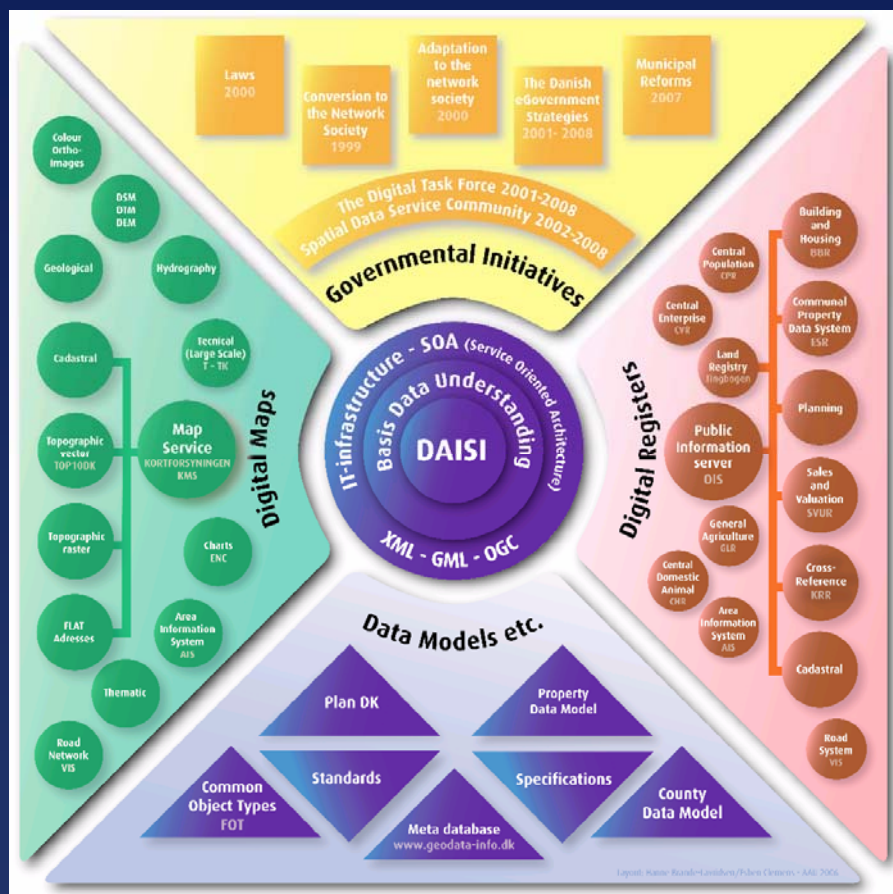 Laws
2000
Conversion to
the Network
Society
1999
Adaptation
to the
network
society
2000
The Danish
eGovernment
Strategies
2001- 2008
Municipal
Reforms
2007
The Digital Task Force 2001-2008
Spatial Data Service Community 2002-2008
Governmental Initiatives
Colour
Ortho-
Images
DSM
DTM
DEM
Geological
Hydrography
Cadastral
Tecnical
(Large Scale)
T - TK
Topographic
vector
TOP10DK
Map
Service
KORTFORSYNINGEN
KMS
Topographic
raster
Charts
ENC
FLAT
Adresses
Area
Information
System
AIS
Thematic
Road
Network
VIS
Digital Maps
IT-infrastructure - SOA (Service Oriented Architecture)
Basis Data Understanding
DAISI
XML - GML - OGC
Digital Registers
Building
and
Housing
BBR
Central
Population
CPR
Central
Enterprise
CVR
Communal
Property
Data System
ESR
Land
Registry
Tingbogen
Planning
Public
Information
server
DIS
Sales
and
Valuation
SVUR
General
Agriculture
GLR
Central
Domestic
Animal
CHR
Cross-
Reference
KRR
Area
Information
System
AIS
Cadastral
Road
System
VIS
Data Models etc.
Plan DK
Property
Data Model
Common
Object Types
FOT
Standards
Meta database
www.geodata-info.dk
Specifications
County
Data Model
Layout: Hanne Brande-Lavridsen/Esben Clemens - AAU 2006